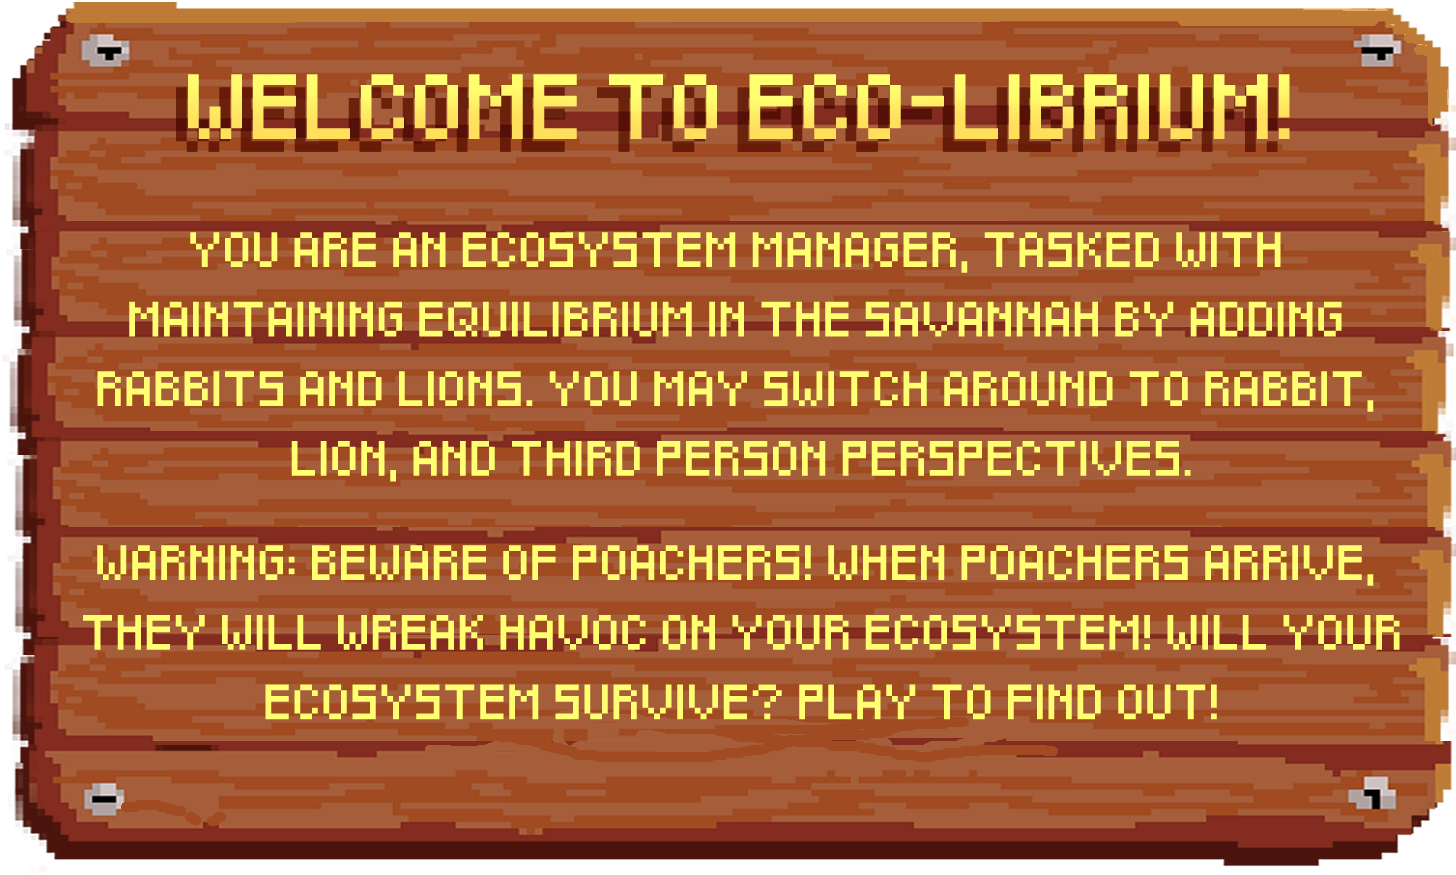 WELCOME TO ECO-LIBRIUM!
YOU ARE AN ECOSYSTEM MANAGER, TASKED WITH
MAINTAINING EQUILIBRIUM IN THE SAVANNAH BY ADDING
RABBITS AND LIONS. YOU MAY SWITCH AROUND TO RABBIT,
LION, AND THIRD PERSON PERSPECTIVES.
WARNING: BEWARE OF POACHERS! WHEN POACHERS ARRIVE,
THEY WILL WREAK HAVOC ON YOUR ECOSYSTEM! WILL YOUR
ECOSYSTEM SURVIVE? PLAY TO FIND OUT!